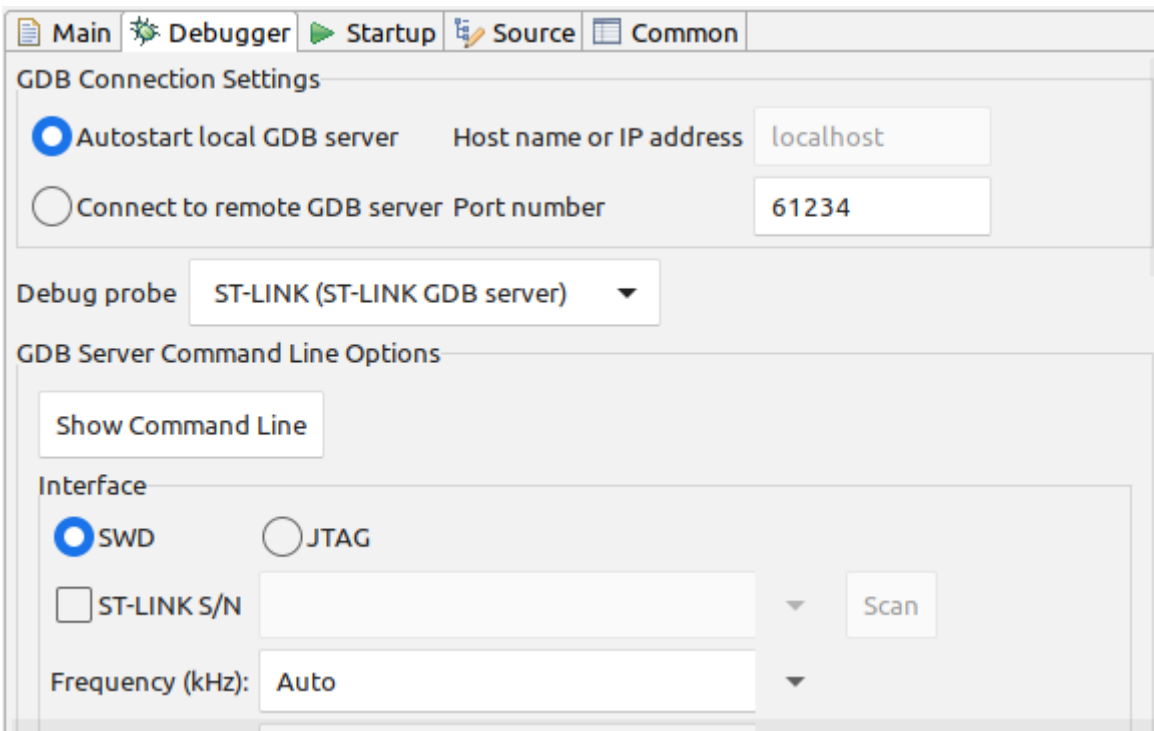 Main Debugger Startup Source Common
GDB Connection Settings
Autostart local GDB server Host name or IP address localhost
Connect to remote GDB server Port number 61234
Debug probe ST-LINK (ST-LINK GDB server)
GDB Server Command Line Options
Show Command Line
Interface
SWD JTAG
ST-LINK S/N Scan
Frequency (kHz): Auto